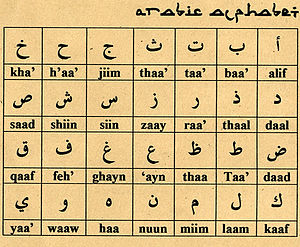 arabic alphabet
أ ب ت ث ج ح خ
kha’ h’aa’ jiim thaa’ taa’ baa’ alif
د ذ ر ز س ش ص
saad shiin siin zaay raa’ thaal daal
ض ط ظ ع غ ف ق
qaaf feh’ ghayn ‘ayn thaa Taa’ daad
ك ل م ن ه و ي
yaa’ waaw haa nuun miim laam kaaf